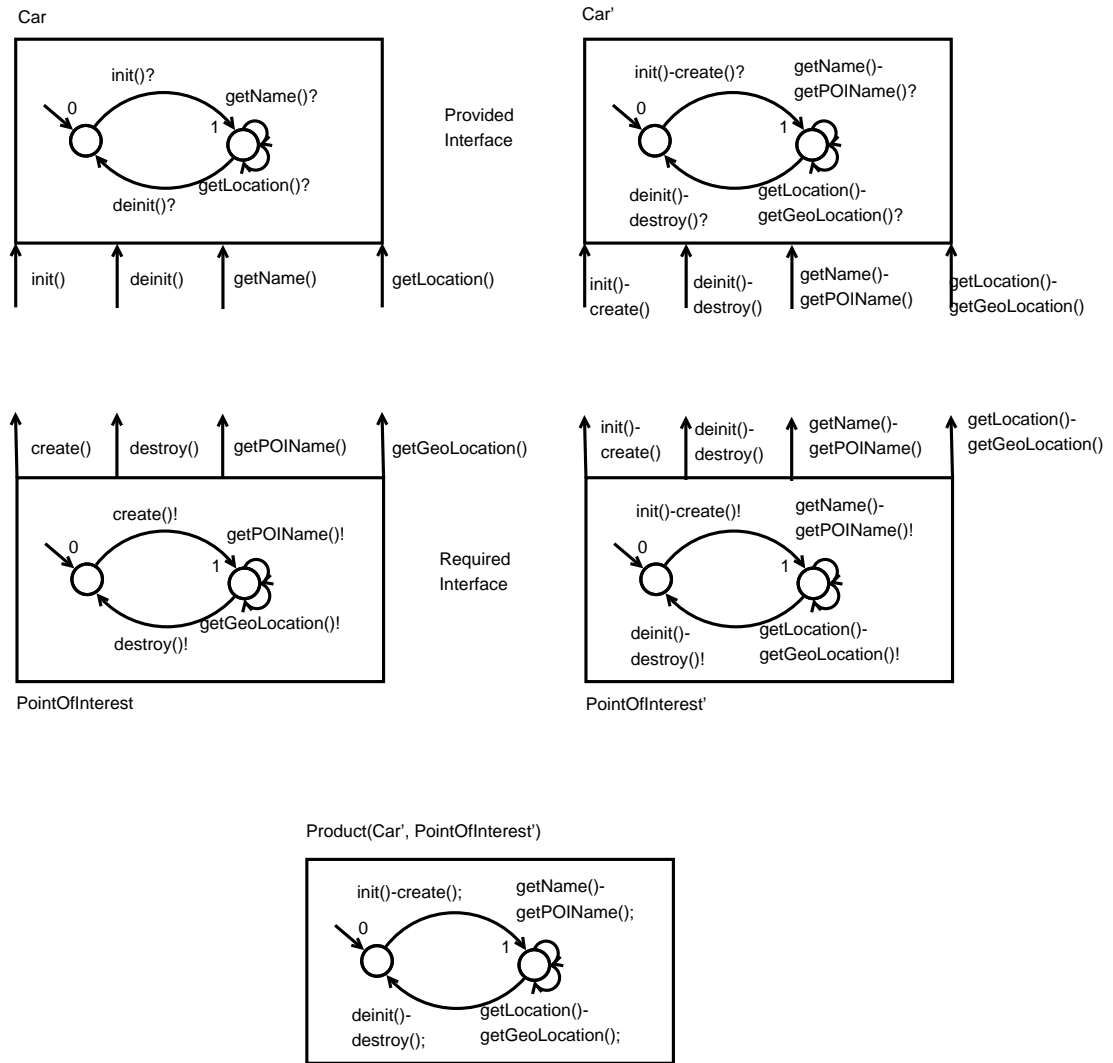 Car
init()?
0
getName()?
1
getLocation()?
deinit()?
init()
deinit()
getName()
getLocation()
Provided
Interface
Car’
init()-create()?
0
getName()-
getPOIName()?
1
deinit()-
destroy()?
getLocation()-
getGeoLocation()?
init()-
create()
deinit()-
destroy()
getName()-
getPOIName()
getLocation()-
getGeoLocation()
create()
destroy()
getPOIName()
getGeoLocation()
create()!
0
getPOIName()!
1
getGeoLocation()!
destroy()!
PointOfInterest
Required
Interface
init()-
create()
deinit()-
destroy()
getName()-
getPOIName()
getLocation()-
getGeoLocation()
init()-create()!
0
getName()-
getPOIName()!
1
deinit()-
destroy()!
getLocation()-
getGeoLocation()!
PointOfInterest’
Product(Car’, PointOfInterest’)
init()-create();
0
getName()-
getPOIName();
1
deinit()-
destroy();
getLocation()-
getGeoLocation();